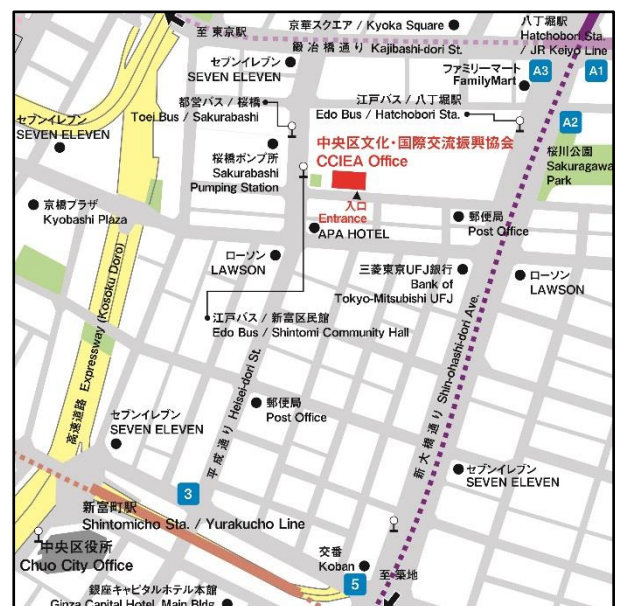 至 東京駅
京華スクエア / Kyoka Square
八丁堀駅
Hatchobori Sta.
/ JR Keiyo Line
鍛冶橋通り Kajibashi-dori St.
セブンイレブン
SEVEN ELEVEN
ファミリーマート
FamilyMart
A3
A1
都営バス / 桜橋
Toei Bus / Sakurabashi
江戸バス / 八丁堀駅
Edo Bus / Hatchobori Sta.
A2
セブンイレブン
SEVEN ELEVEN
中央区文化・国際交流振興協会
CCIEA Office
桜橋ポンプ所
Sakurabashi
Pumping Station
桜川公園
Sakuragawa
Park
入口
Entrance
京橋プラザ
Kyobashi Plaza
郵便局
Post Office
APA HOTEL
ローソン
LAWSON
三菱東京UFJ銀行
Bank of
Tokyo-Mitsubishi UFJ
ローソン
LAWSON
江戸バス / 新富区民館
Edo Bus / Shintomi Community Hall
高速道路 Expressway (Kosoku Doro)
平成通り Heisei-dori St.
新大橋通り Shin-ohashi-dori Ave.
郵便局
Post Office
セブンイレブン
SEVEN ELEVEN
セブンイレブン
SEVEN ELEVEN
3
新富町駅
Shintomicho Sta. / Yurakucho Line
中央区役所
Chuo City Office
交番
Koban
5
至 築地
銀座キャピタルホテル本館
Ginza Capital Hotel Main Bldg.